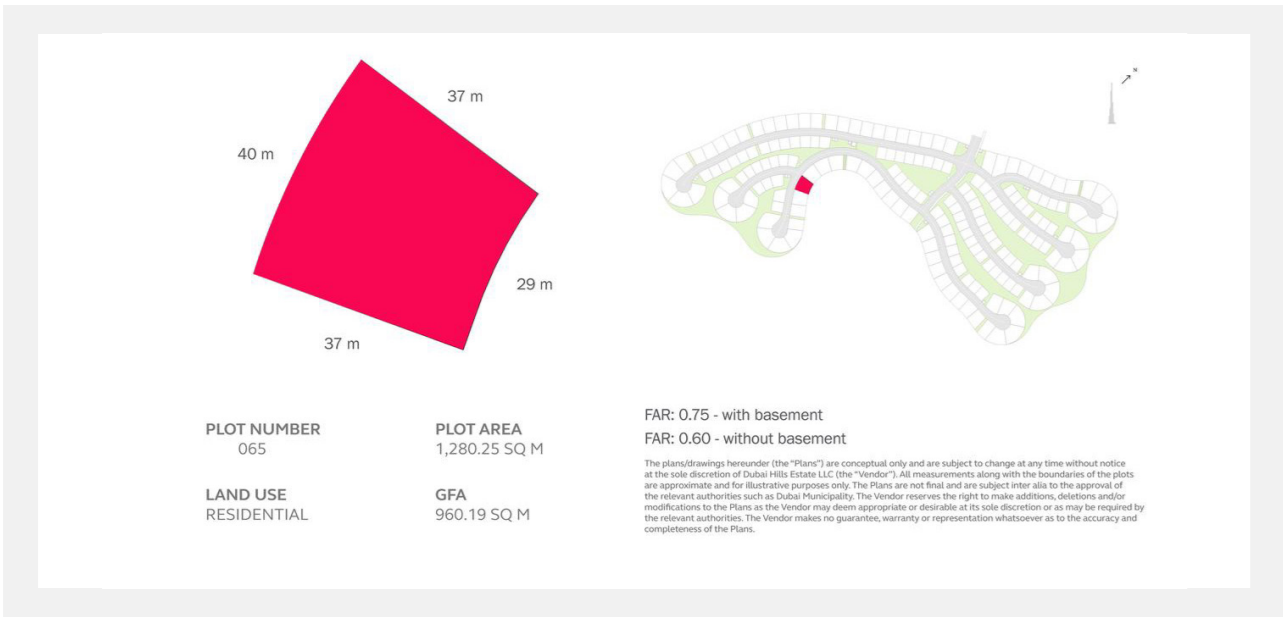 37 m
40 m
29 m
37 m
N
PLOT NUMBER
065
PLOT AREA
1,280.25 SQ M
LAND USE
RESIDENTIAL
GFA
960.19 SQ M
FAR: 0.75 - with basement
FAR: 0.60 - without basement
The plans/drawings hereunder (the "Plans") are conceptual only and are subject to change at any time without notice
at the sole discretion of Dubai Hills Estate LLC (the "Vendor"). All measurements along with the boundaries of the plots
are approximate and for illustrative purposes only. The Plans are not final and are subject inter alia to the approval of
the relevant authorities such as Dubai Municipality. The Vendor reserves the right to make additions, deletions and/or
modifications to the Plans as the Vendor may deem appropriate or desirable at its sole discretion or as may be required by
the relevant authorities. The Vendor makes no guarantee, warranty or representation whatsoever as to the accuracy and
completeness of the Plans.